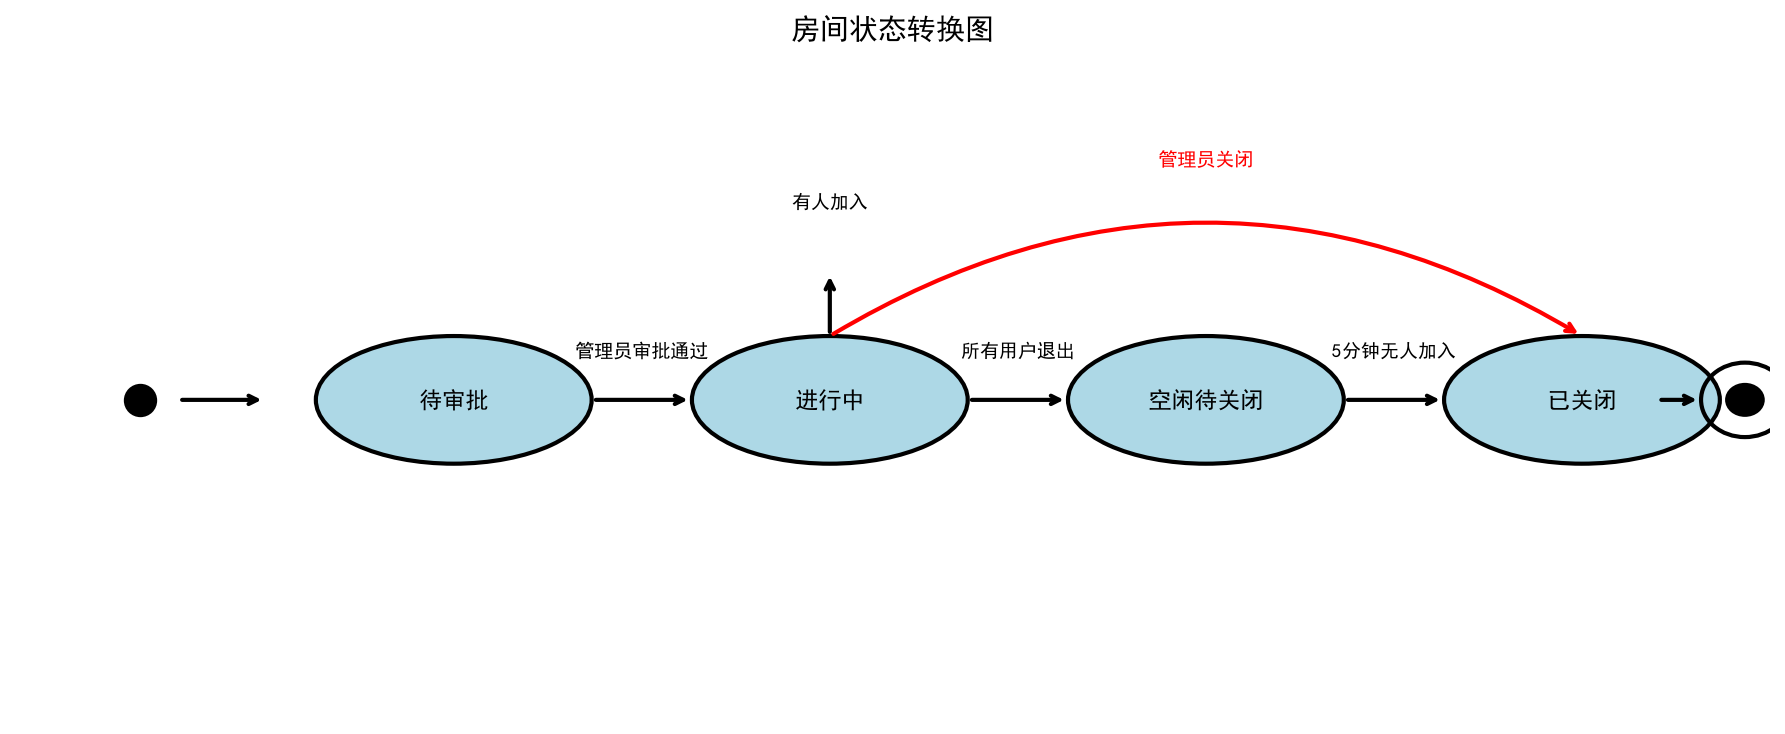 房间状态转换图
管理员关闭
有人加入
管理员审批通过
所有用户退出
5分钟无人加入
待审批
进行中
空闲待关闭
已关闭